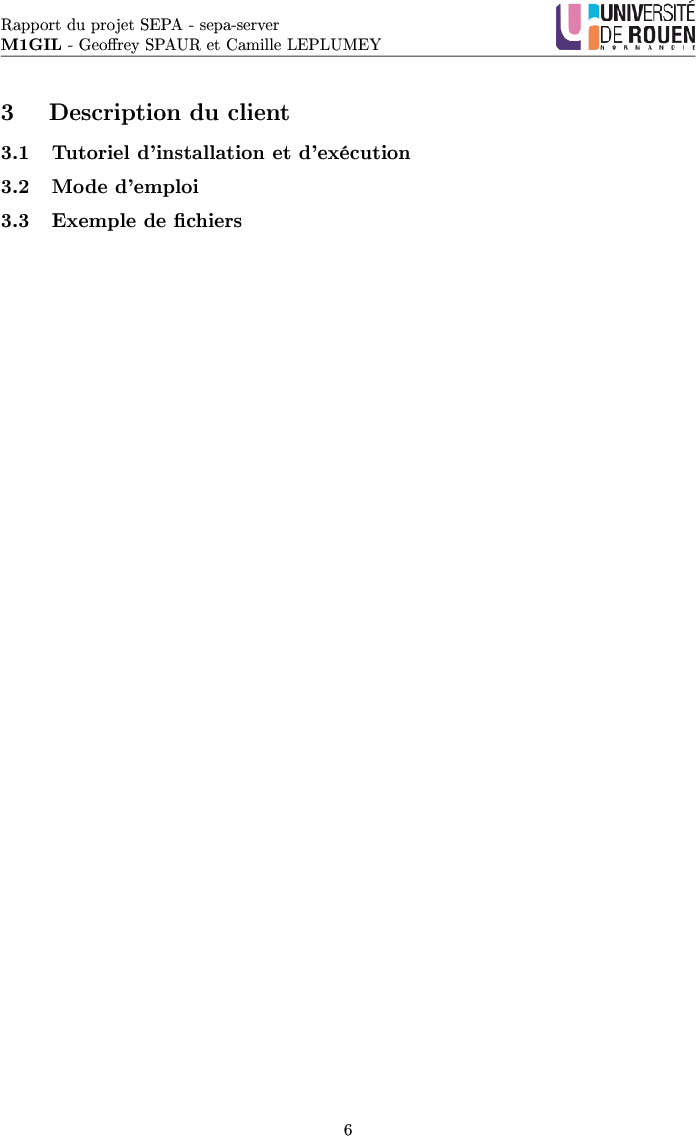 Rapport du projet SEPA - sepa-server
M1GIL - Geoffrey SPAUR et Camille LEPLUMEY
UNIVERSITÉ
DE ROUEN
NORMANDIE
3 Description du client
3.1 Tutoriel d'installation et d'exécution
3.2 Mode d'emploi
3.3 Exemple de fichiers
6